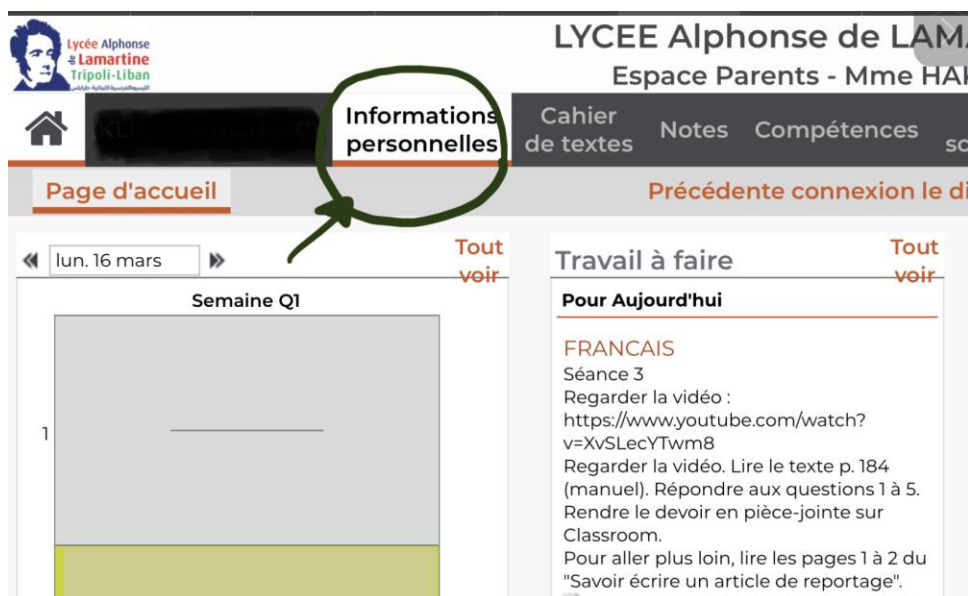 Lycée Alphonse
de Lamartine
Tripoli-Liban
LYCEE Alphonse de LAMA
Espace Parents - Mme HA
Informations
personnelles
Cahier
de textes
Notes
Compétences
sc
Page d'accueil
Précédente connexion le di
lun. 16 mars
Tout
voir
Semaine Q1
1
Travail à faire
Tout
voir
Pour Aujourd'hui
FRANCAIS
Séance 3
Regarder la vidéo :
https://www.youtube.com/watch?
v=XvSLecYTwm8
Regarder la vidéo. Lire le texte p. 184
(manuel). Répondre aux questions 1 à 5.
Rendre le devoir en pièce-jointe sur
Classroom.
Pour aller plus loin, lire les pages 1 à 2 du
"Savoir écrire un article de reportage".